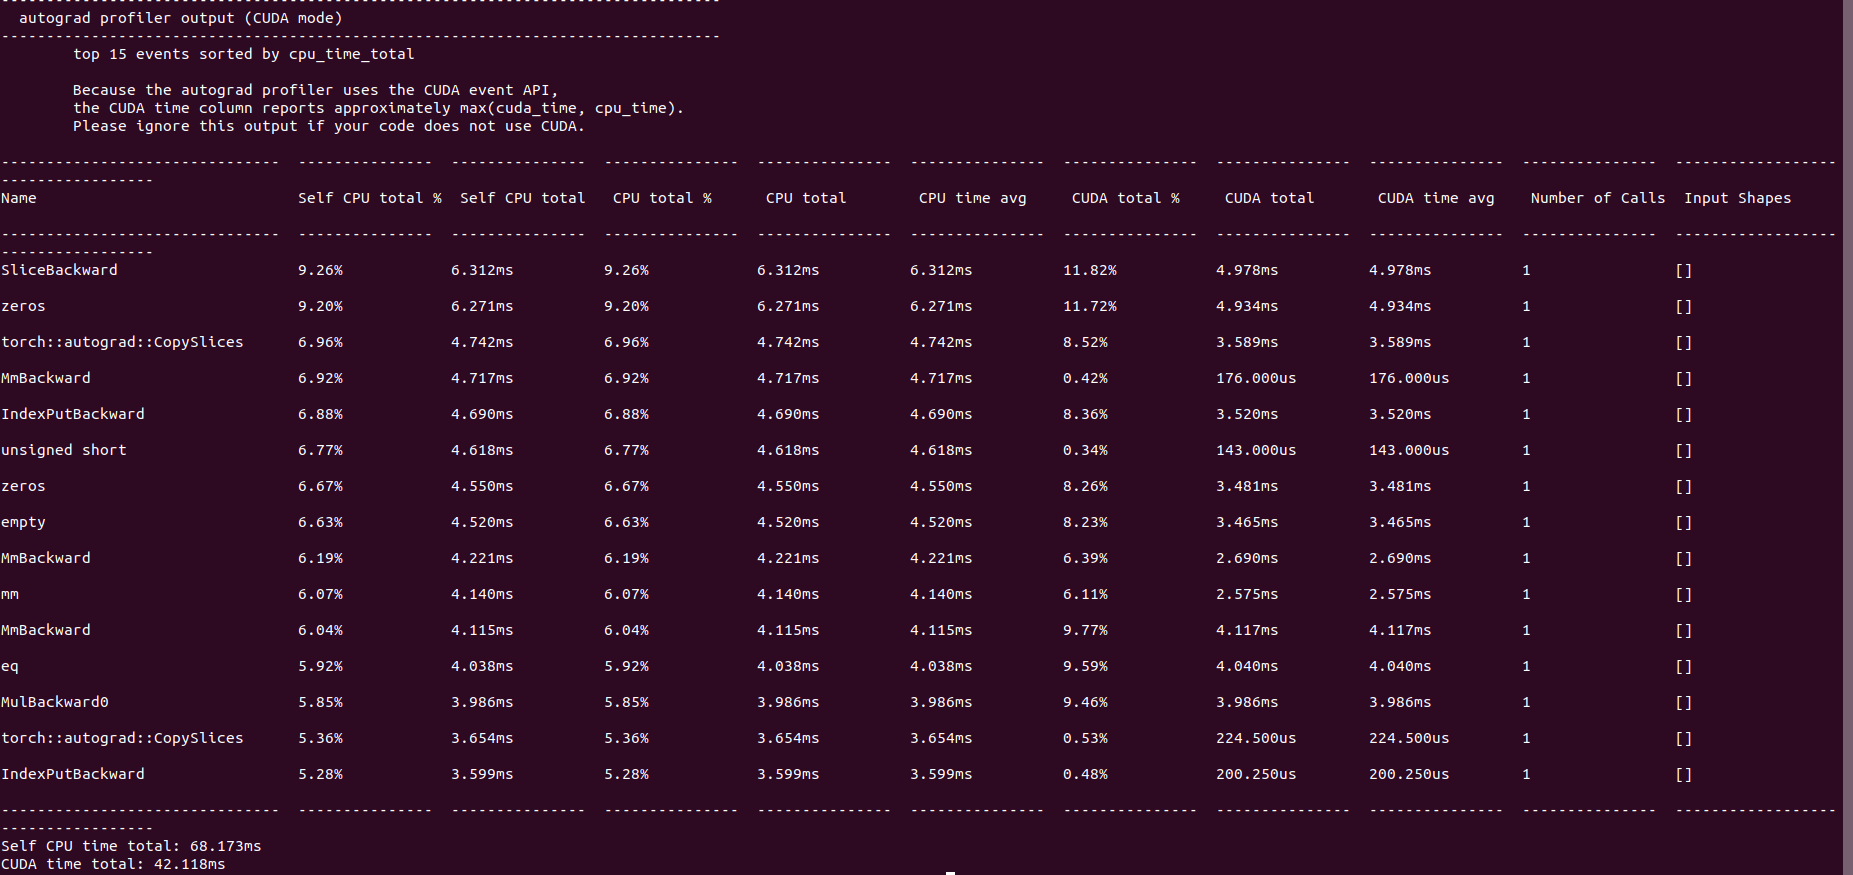 --------------------------------------------------------------------------------
  autograd profiler output (CUDA mode)
--------------------------------------------------------------------------------
        top 15 events sorted by cpu_time_total

        Because the autograd profiler uses the CUDA event API,
        the CUDA time column reports approximately max(cuda_time, cpu_time).
        Please ignore this output if your code does not use CUDA.

-------------------------------  ---------------  ---------------  ---------------  ---------------  ---------------  ---------------  ---------------  ---------------  ---------------  ------------------
-----------------
Name                             Self CPU total %  Self CPU total   CPU total %      CPU total        CPU time avg     CUDA total %     CUDA total       CUDA time avg    Number of Calls  Input Shapes
-------------------------------  ---------------  ---------------  ---------------  ---------------  ---------------  ---------------  ---------------  ---------------  ---------------  ------------------
-----------------
SliceBackward                    9.26%            6.312ms          9.26%            6.312ms          6.312ms          11.82%           4.978ms          4.978ms          1                []
zeros                            9.20%            6.271ms          9.20%            6.271ms          6.271ms          11.72%           4.934ms          4.934ms          1                []
torch::autograd::CopySlices      6.96%            4.742ms          6.96%            4.742ms          4.742ms          8.52%            3.589ms          3.589ms          1                []
MmBackward                       6.92%            4.717ms          6.92%            4.717ms          4.717ms          0.42%            176.000us        176.000us        1                []
IndexPutBackward                 6.88%            4.690ms          6.88%            4.690ms          4.690ms          8.36%            3.520ms          3.520ms          1                []
unsigned short                   6.77%            4.618ms          6.77%            4.618ms          4.618ms          0.34%            143.000us        143.000us        1                []
zeros                            6.67%            4.550ms          6.67%            4.550ms          4.550ms          8.26%            3.481ms          3.481ms          1                []
empty                            6.63%            4.520ms          6.63%            4.520ms          4.520ms          8.23%            3.465ms          3.465ms          1                []
MmBackward                       6.19%            4.221ms          6.19%            4.221ms          4.221ms          6.39%            2.690ms          2.690ms          1                []
mm                               6.07%            4.140ms          6.07%            4.140ms          4.140ms          6.11%            2.575ms          2.575ms          1                []
MmBackward                       6.04%            4.115ms          6.04%            4.115ms          4.115ms          9.77%            4.117ms          4.117ms          1                []
eq                               5.92%            4.038ms          5.92%            4.038ms          4.038ms          9.59%            4.040ms          4.040ms          1                []
MulBackward0                     5.85%            3.986ms          5.85%            3.986ms          3.986ms          9.46%            3.986ms          3.986ms          1                []
torch::autograd::CopySlices      5.36%            3.654ms          5.36%            3.654ms          3.654ms          0.53%            224.500us        224.500us        1                []
IndexPutBackward                 5.28%            3.599ms          5.28%            3.599ms          3.599ms          0.48%            200.250us        200.250us        1                []
-------------------------------  ---------------  ---------------  ---------------  ---------------  ---------------  ---------------  ---------------  ---------------  ---------------  ------------------
-----------------
Self CPU time total: 68.173ms
CUDA time total: 42.118ms